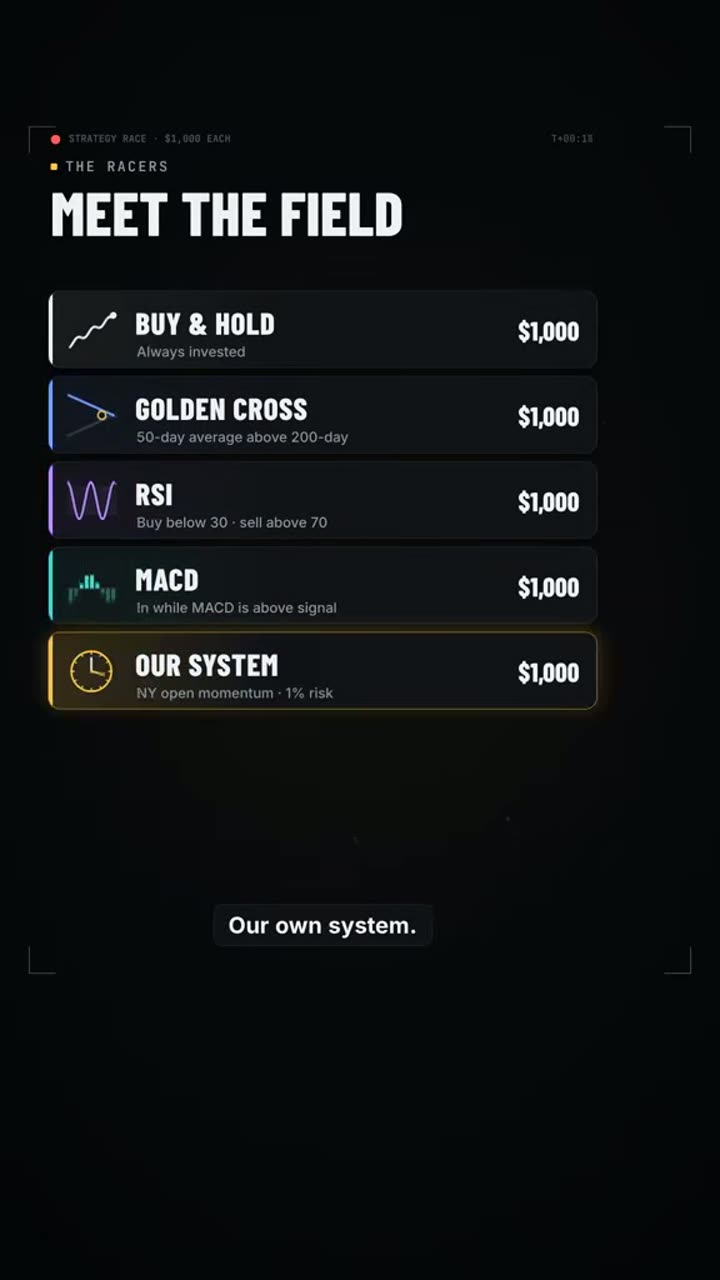 STRATEGY RACE · $1,000 EACH
T+00:18
THE RACERS
MEET THE FIELD
BUY & HOLD
Always invested
$1,000
GOLDEN CROSS
50-day average above 200-day
$1,000
RSI
Buy below 30 · sell above 70
$1,000
MACD
In while MACD is above signal
$1,000
OUR SYSTEM
NY open momentum · 1% risk
$1,000
Our own system.